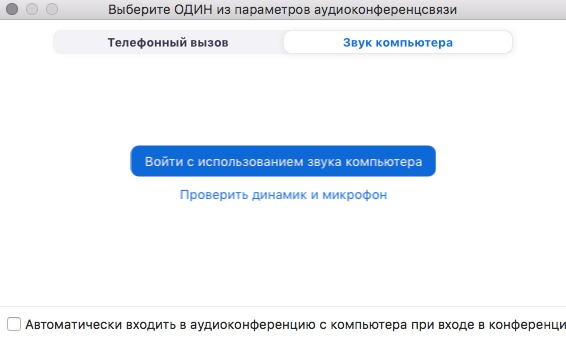 Выберите ОДИН из параметров аудиоконференцсвязи
Телефонный вызов
Звук компьютера
Войти с использованием звука компьютера
Проверить динамик и микрофон
Автоматически входить в аудиоконференцию с компьютера при входе в конференци